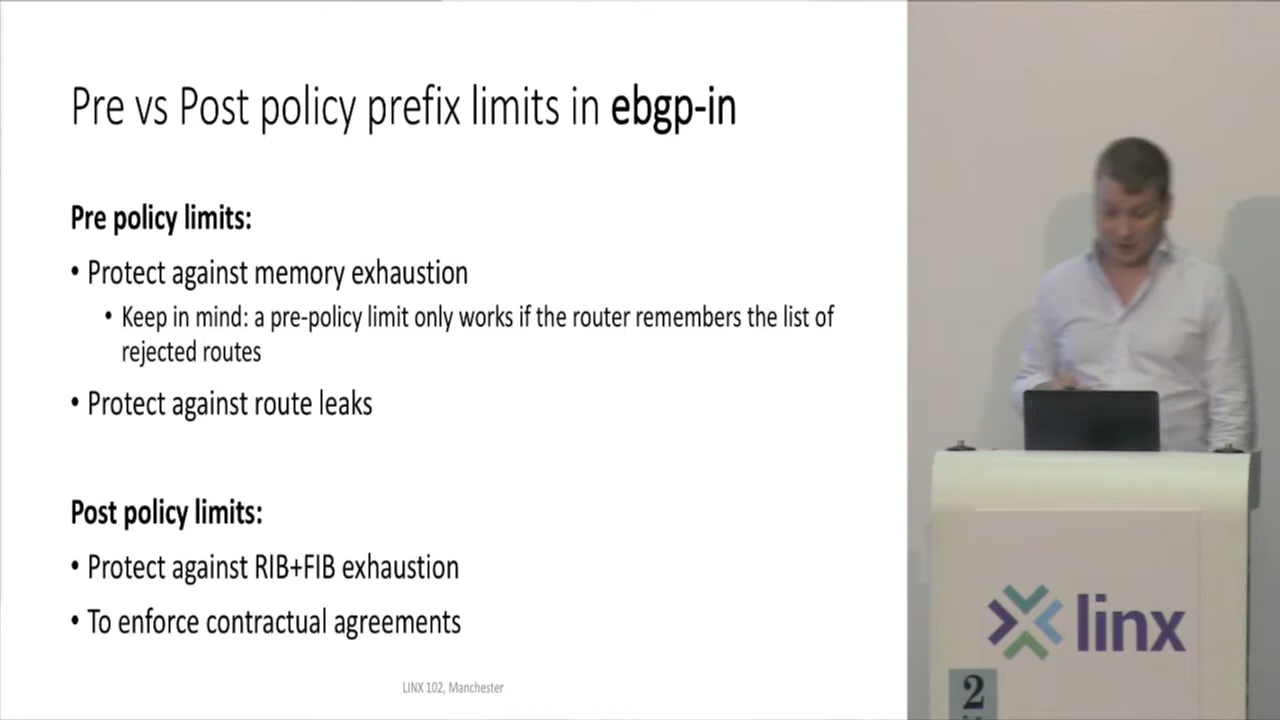 Pre vs Post policy prefix limits in ebgp-in
Pre policy limits:
• Protect against memory exhaustion
• Keep in mind: a pre-policy limit only works if the router remembers the list of
rejected routes
• Protect against route leaks
Post policy limits:
• Protect against RIB+FIB exhaustion
• To enforce contractual agreements
LINX 102, Manchester
linx
2